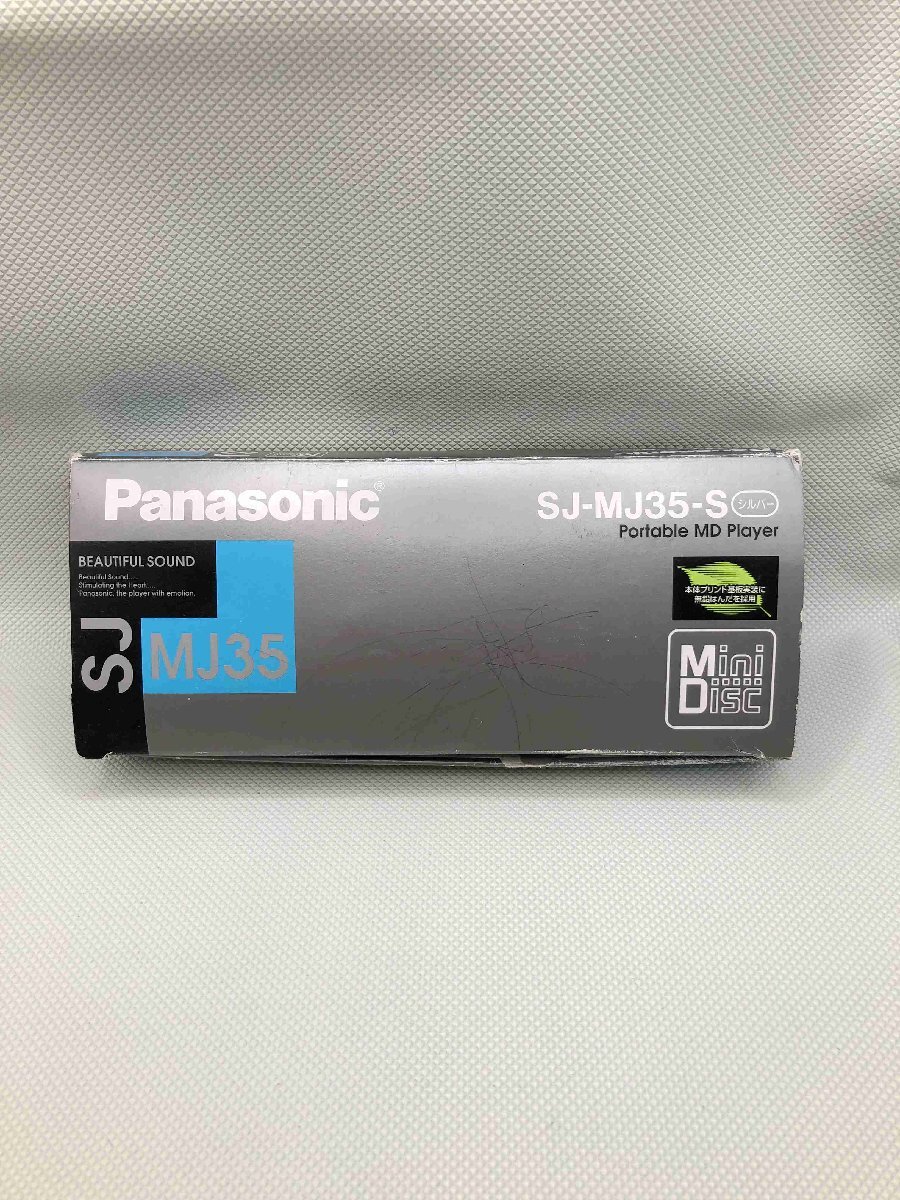 Panasonic®
SJ-MJ35-S シルバー
Portable MD Player
BEAUTIFUL SOUND
Beautiful Sound....
Stimulating the Heart....
Panasonic, the player with emotion.
SJ
MJ35
本体プリント基板実装に
無鉛はんだを採用
Mini
Disc